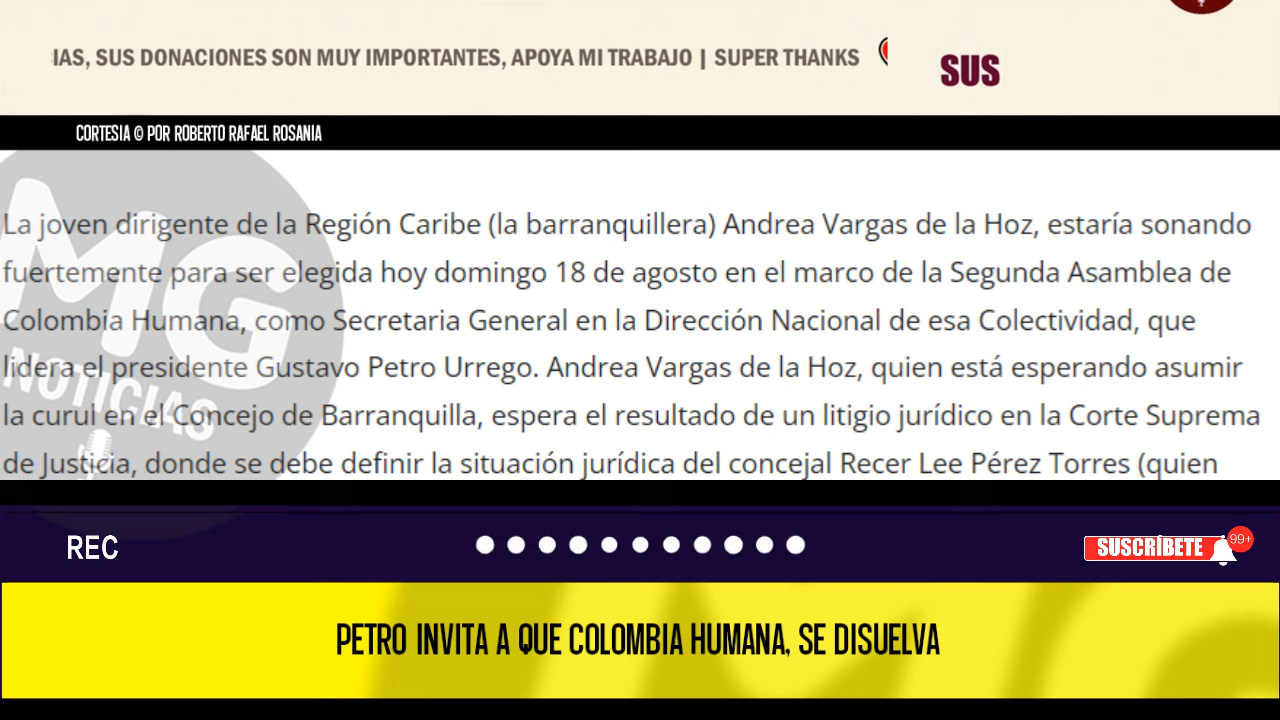 IAS, SUS DONACIONES SON MUY IMPORTANTES, APOYA MI TRABAJO | SUPER THANKS
SUS
CORTESIA © POR ROBERTO RAFAEL ROSANIA
La joven dirigente de la Región Caribe (la barranquillera) Andrea Vargas de la Hoz, estaría sonando
fuertemente para ser elegida hoy domingo 18 de agosto en el marco de la Segunda Asamblea de
Colombia Humana, como Secretaria General en la Dirección Nacional de esa Colectividad, que
lidera el presidente Gustavo Petro Urrego. Andrea Vargas de la Hoz, quien está esperando asumir
la curul en el Concejo de Barranquilla, espera el resultado de un litigio jurídico en la Corte Suprema
de Justicia, donde se debe definir la situación jurídica del concejal Recer Lee Pérez Torres (quien
MG
NOTICIAS
REC
SUSCRÍBETE
99+
PETRO INVITA A QUE COLOMBIA HUMANA, SE DISUELVA